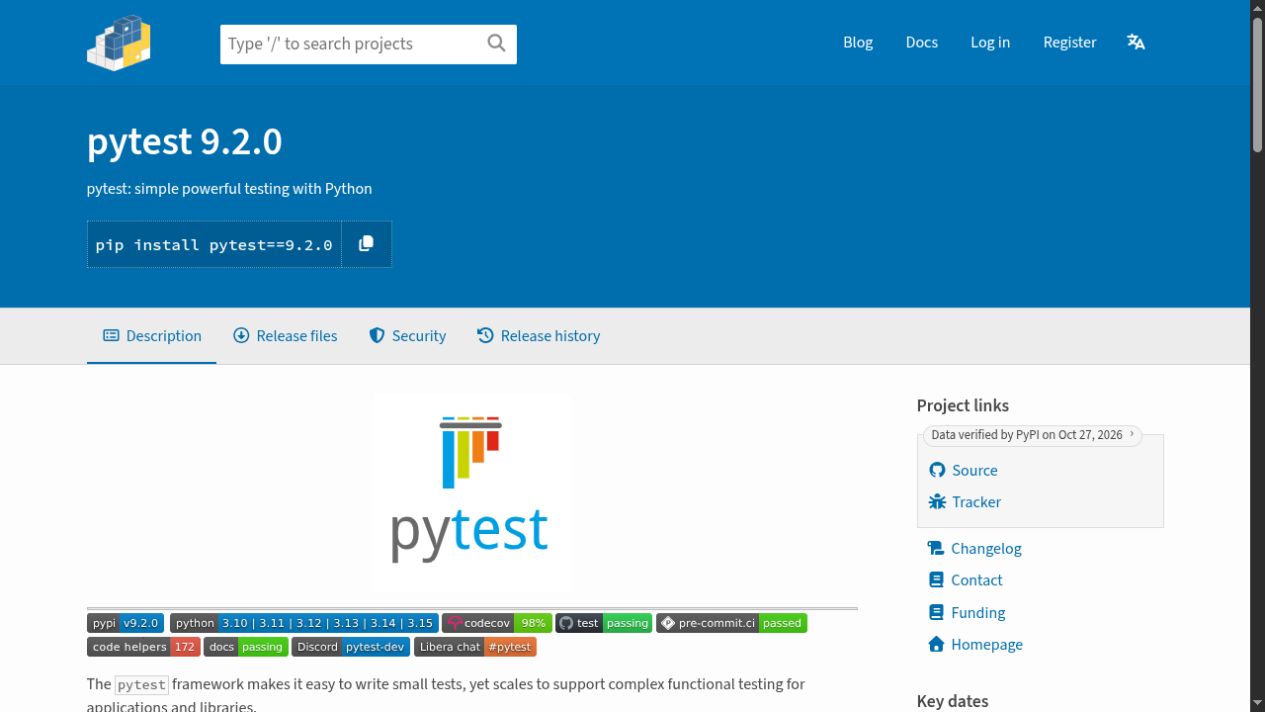 Type '/' to search projects
Blog Docs Log in Register
pytest 9.2.0
pytest: simple powerful testing with Python
pip install pytest==9.2.0
Description Release files Security Release history
pytest
pypi v9.2.0 python 3.10 | 3.11 | 3.12 | 3.13 | 3.14 | 3.15 codecov 98% test passing pre-commit.ci passed
code helpers 172 docs passing Discord pytest-dev Libera chat #pytest
The pytest framework makes it easy to write small tests, yet scales to support complex functional testing for
applications and libraries.
Project links
Data verified by PyPI on Oct 27, 2026
Source
Tracker
Changelog
Contact
Funding
Homepage
Key dates